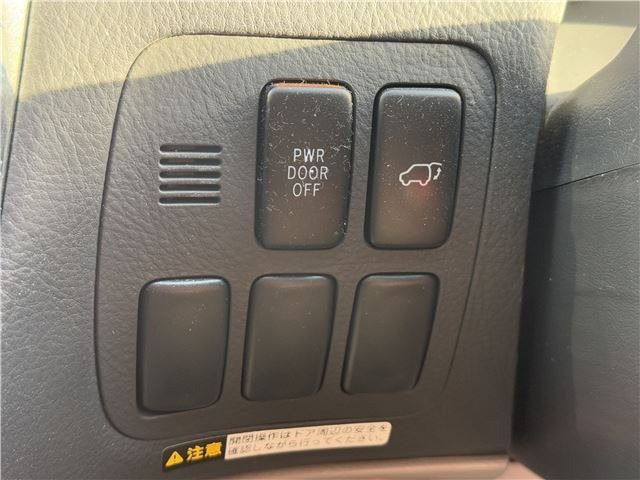 PWR
DOOR
OFF
注意
開閉操作はドア周辺の安全を
確認しながら行ってください。